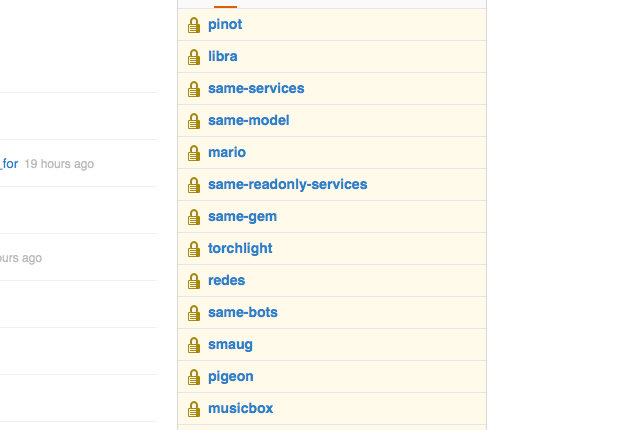 pinot
libra
same-services
same-model
mario
_for 19 hours ago
same-readonly-services
same-gem
torchlight
ours ago
redes
same-bots
smaug
pigeon
musicbox